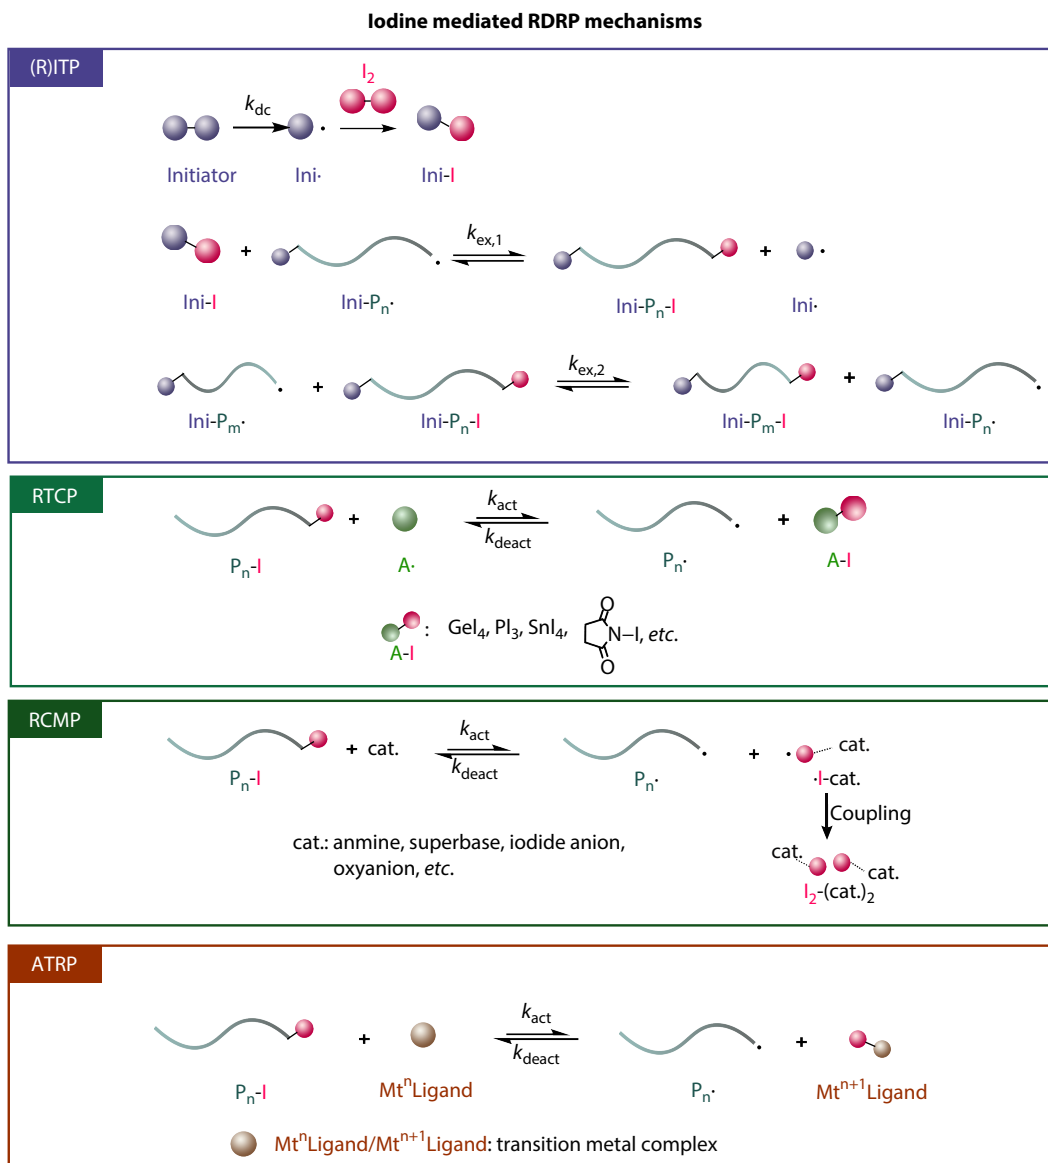 Iodine mediated RDRP mechanisms
(R)ITP
I2
kdc
Initiator Ini· Ini-I
+ kex,1 +
Ini-I Ini-Pn· Ini-Pn-I Ini·
+ kex,2 +
Ini-Pm· Ini-Pn-I Ini-Pm-I Ini-Pn·
RTCP
+ kact +
kdeact
Pn-I A· Pn· A-I
: GeI4, PI3, SnI4, O N–I, etc. O
A-I
RCMP
+ cat. kact + · cat.
kdeact
Pn-I Pn· ·I-cat.
Coupling
cat.: anmine, superbase, iodide anion,
oxyanion, etc.
cat. cat.
I2-(cat.)2
ATRP
+ kact +
kdeact
Pn-I MtnLigand Pn· Mtn+1Ligand
MtnLigand/Mtn+1Ligand: transition metal complex